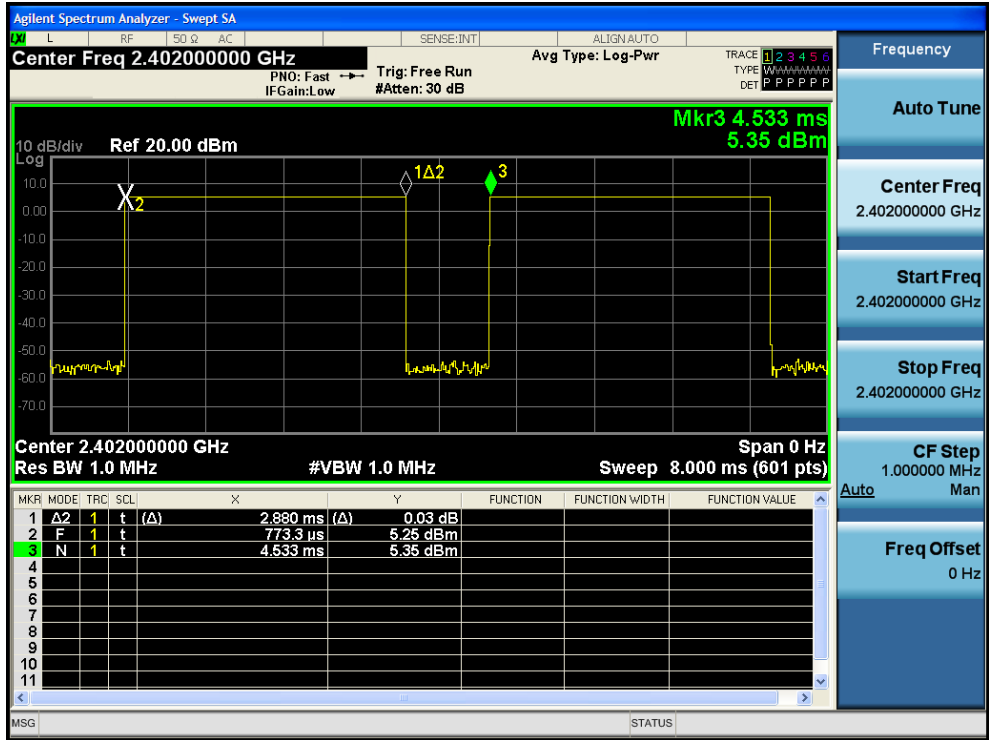 Agilent Spectrum Analyzer - Swept SA
LXI L RF 50 Ω AC SENSE:INT ALIGN AUTO
Center Freq 2.402000000 GHz
PNO: Fast
IFGain:Low
Trig: Free Run
#Atten: 30 dB
Avg Type: Log-Pwr
TRACE 1 2 3 4 5 6
TYPE
DET P P P P P P
Mkr3 4.533 ms
5.35 dBm
10 dB/div Ref 20.00 dBm
Log
10.0
0.00
-10.0
-20.0
-30.0
-40.0
-50.0
-60.0
-70.0
2
1Δ2
3
Center 2.402000000 GHz Span 0 Hz
Res BW 1.0 MHz #VBW 1.0 MHz Sweep 8.000 ms (601 pts)
MKR MODE TRC SCL X Y FUNCTION FUNCTION WIDTH FUNCTION VALUE
1 Δ2 1 t (Δ) 2.880 ms (Δ) 0.03 dB
2 F 1 t 773.3 µs 5.25 dBm
3 N 1 t 4.533 ms 5.35 dBm
4
5
6
7
8
9
10
11
MSG STATUS
Frequency
Auto Tune
Center Freq
2.402000000 GHz
Start Freq
2.402000000 GHz
Stop Freq
2.402000000 GHz
CF Step
1.000000 MHz
Auto Man
Freq Offset
0 Hz